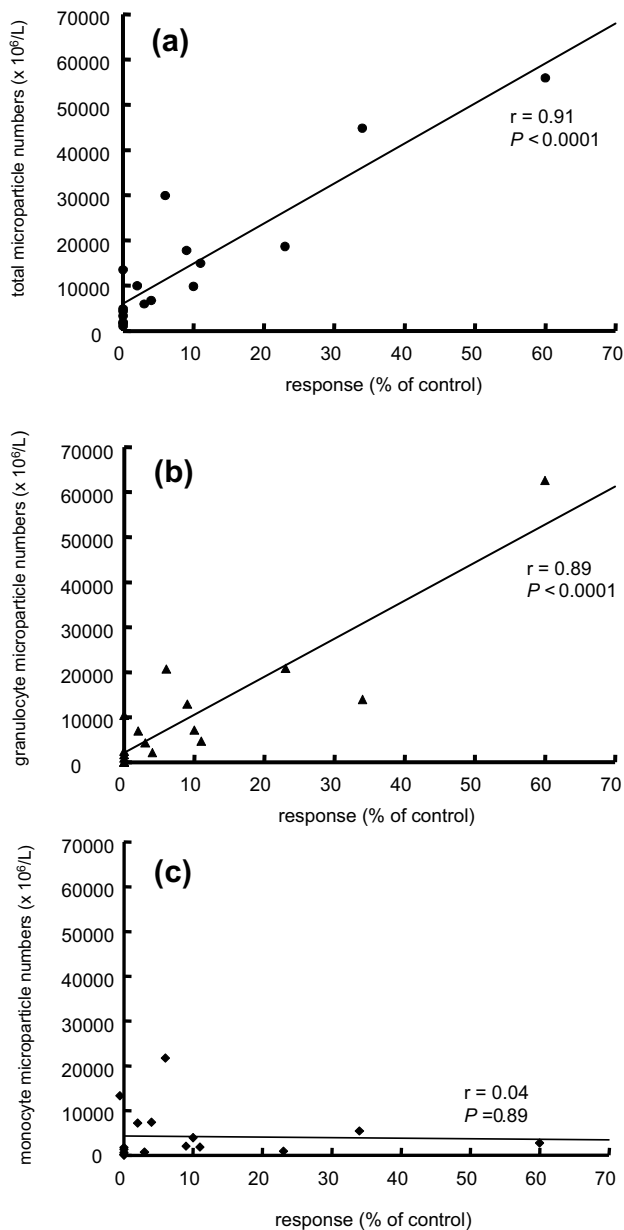 (a)
total microparticle numbers (x 10⁶/L)
70000
60000
50000
40000
30000
20000
10000
0
r = 0.91
P < 0.0001
0 10 20 30 40 50 60 70
response (% of control)
(b)
granulocyte microparticle numbers (x 10⁶/L)
70000
60000
50000
40000
30000
20000
10000
0
r = 0.89
P < 0.0001
0 10 20 30 40 50 60 70
response (% of control)
(c)
monocyte microparticle numbers (x 10⁶/L)
70000
60000
50000
40000
30000
20000
10000
0
r = 0.04
P =0.89
0 10 20 30 40 50 60 70
response (% of control)